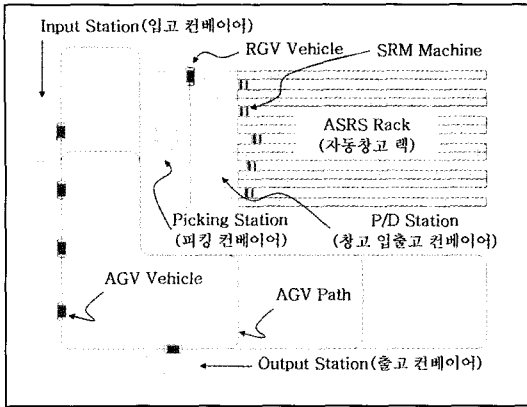 Input Station(입고 컨베이어)
RGV Vehicle
SRM Machine
ASRS Rack
(자동창고 랙)
Picking Station
(피킹 컨베이어)
P/D Station
(창고 입출고 컨베이어)
AGV Vehicle
AGV Path
Output Station(출고 컨베이어)